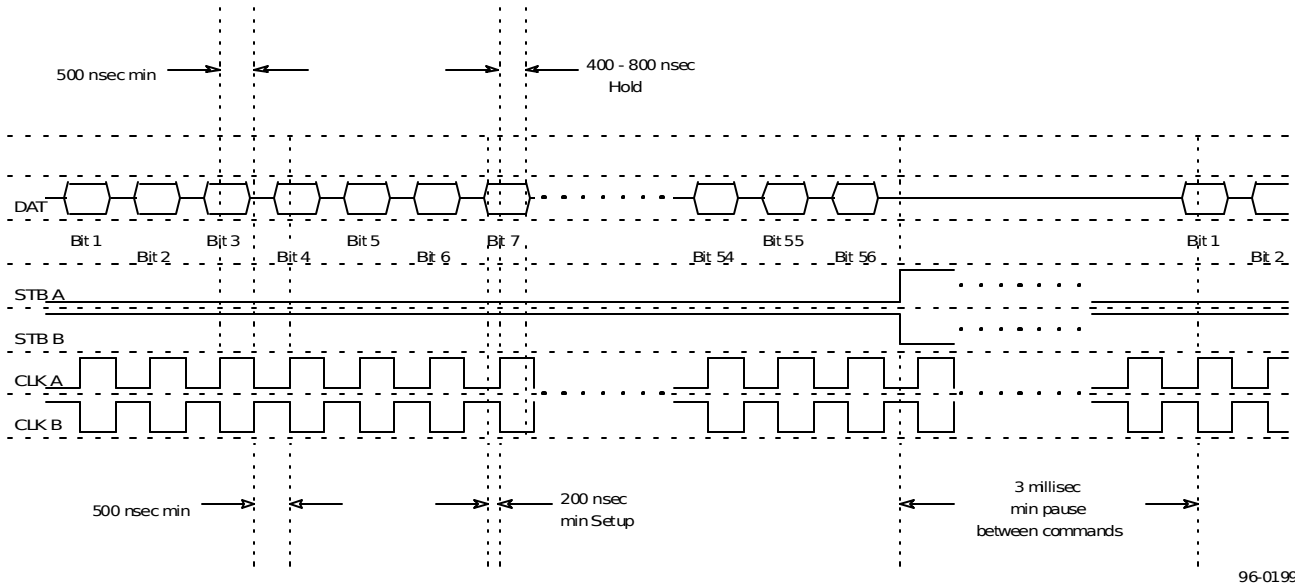 500 nsec min
400 - 800 nsec
Hold
DAT
Bit 1
Bit 2
Bit 3
Bit 4
Bit 5
Bit 6
Bit 7
Bit 54
Bit 55
Bit 56
Bit 1
Bit 2
STB A
STB B
CLK A
CLK B
500 nsec min
200 nsec
min Setup
3 millisec
min pause
between commands
96-0199